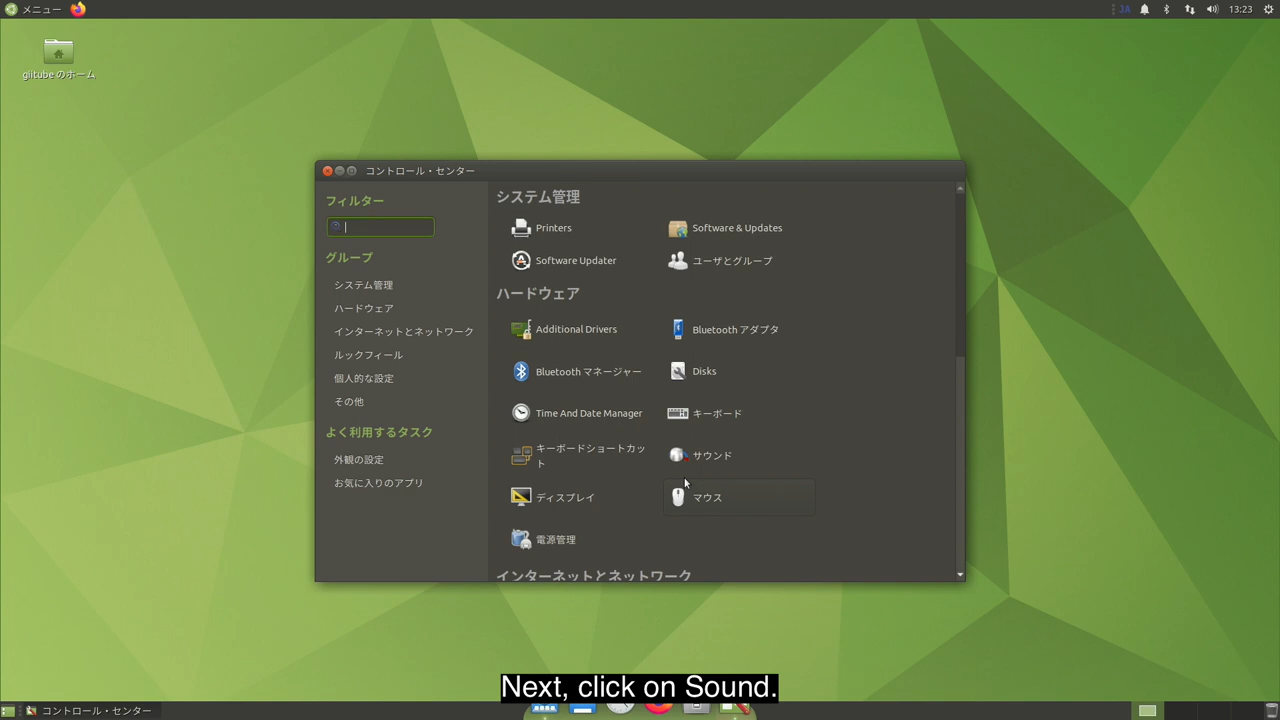 メニュー
JA
13:23
glitube のホーム
コントロール・センター
フィルター
グループ
システム管理
ハードウェア
インターネットとネットワーク
ルックフィール
個人的な設定
その他
よく利用するタスク
外観の設定
お気に入りのアプリ
システム管理
Printers
Software & Updates
Software Updater
ユーザとグループ
ハードウェア
Additional Drivers
Bluetooth アダプタ
Bluetooth マネージャー
Disks
Time And Date Manager
キーボード
キーボードショートカッ
ト
サウンド
ディスプレイ
マウス
電源管理
インターネットとネットワーク
Next, click on Sound.
コントロール・センター